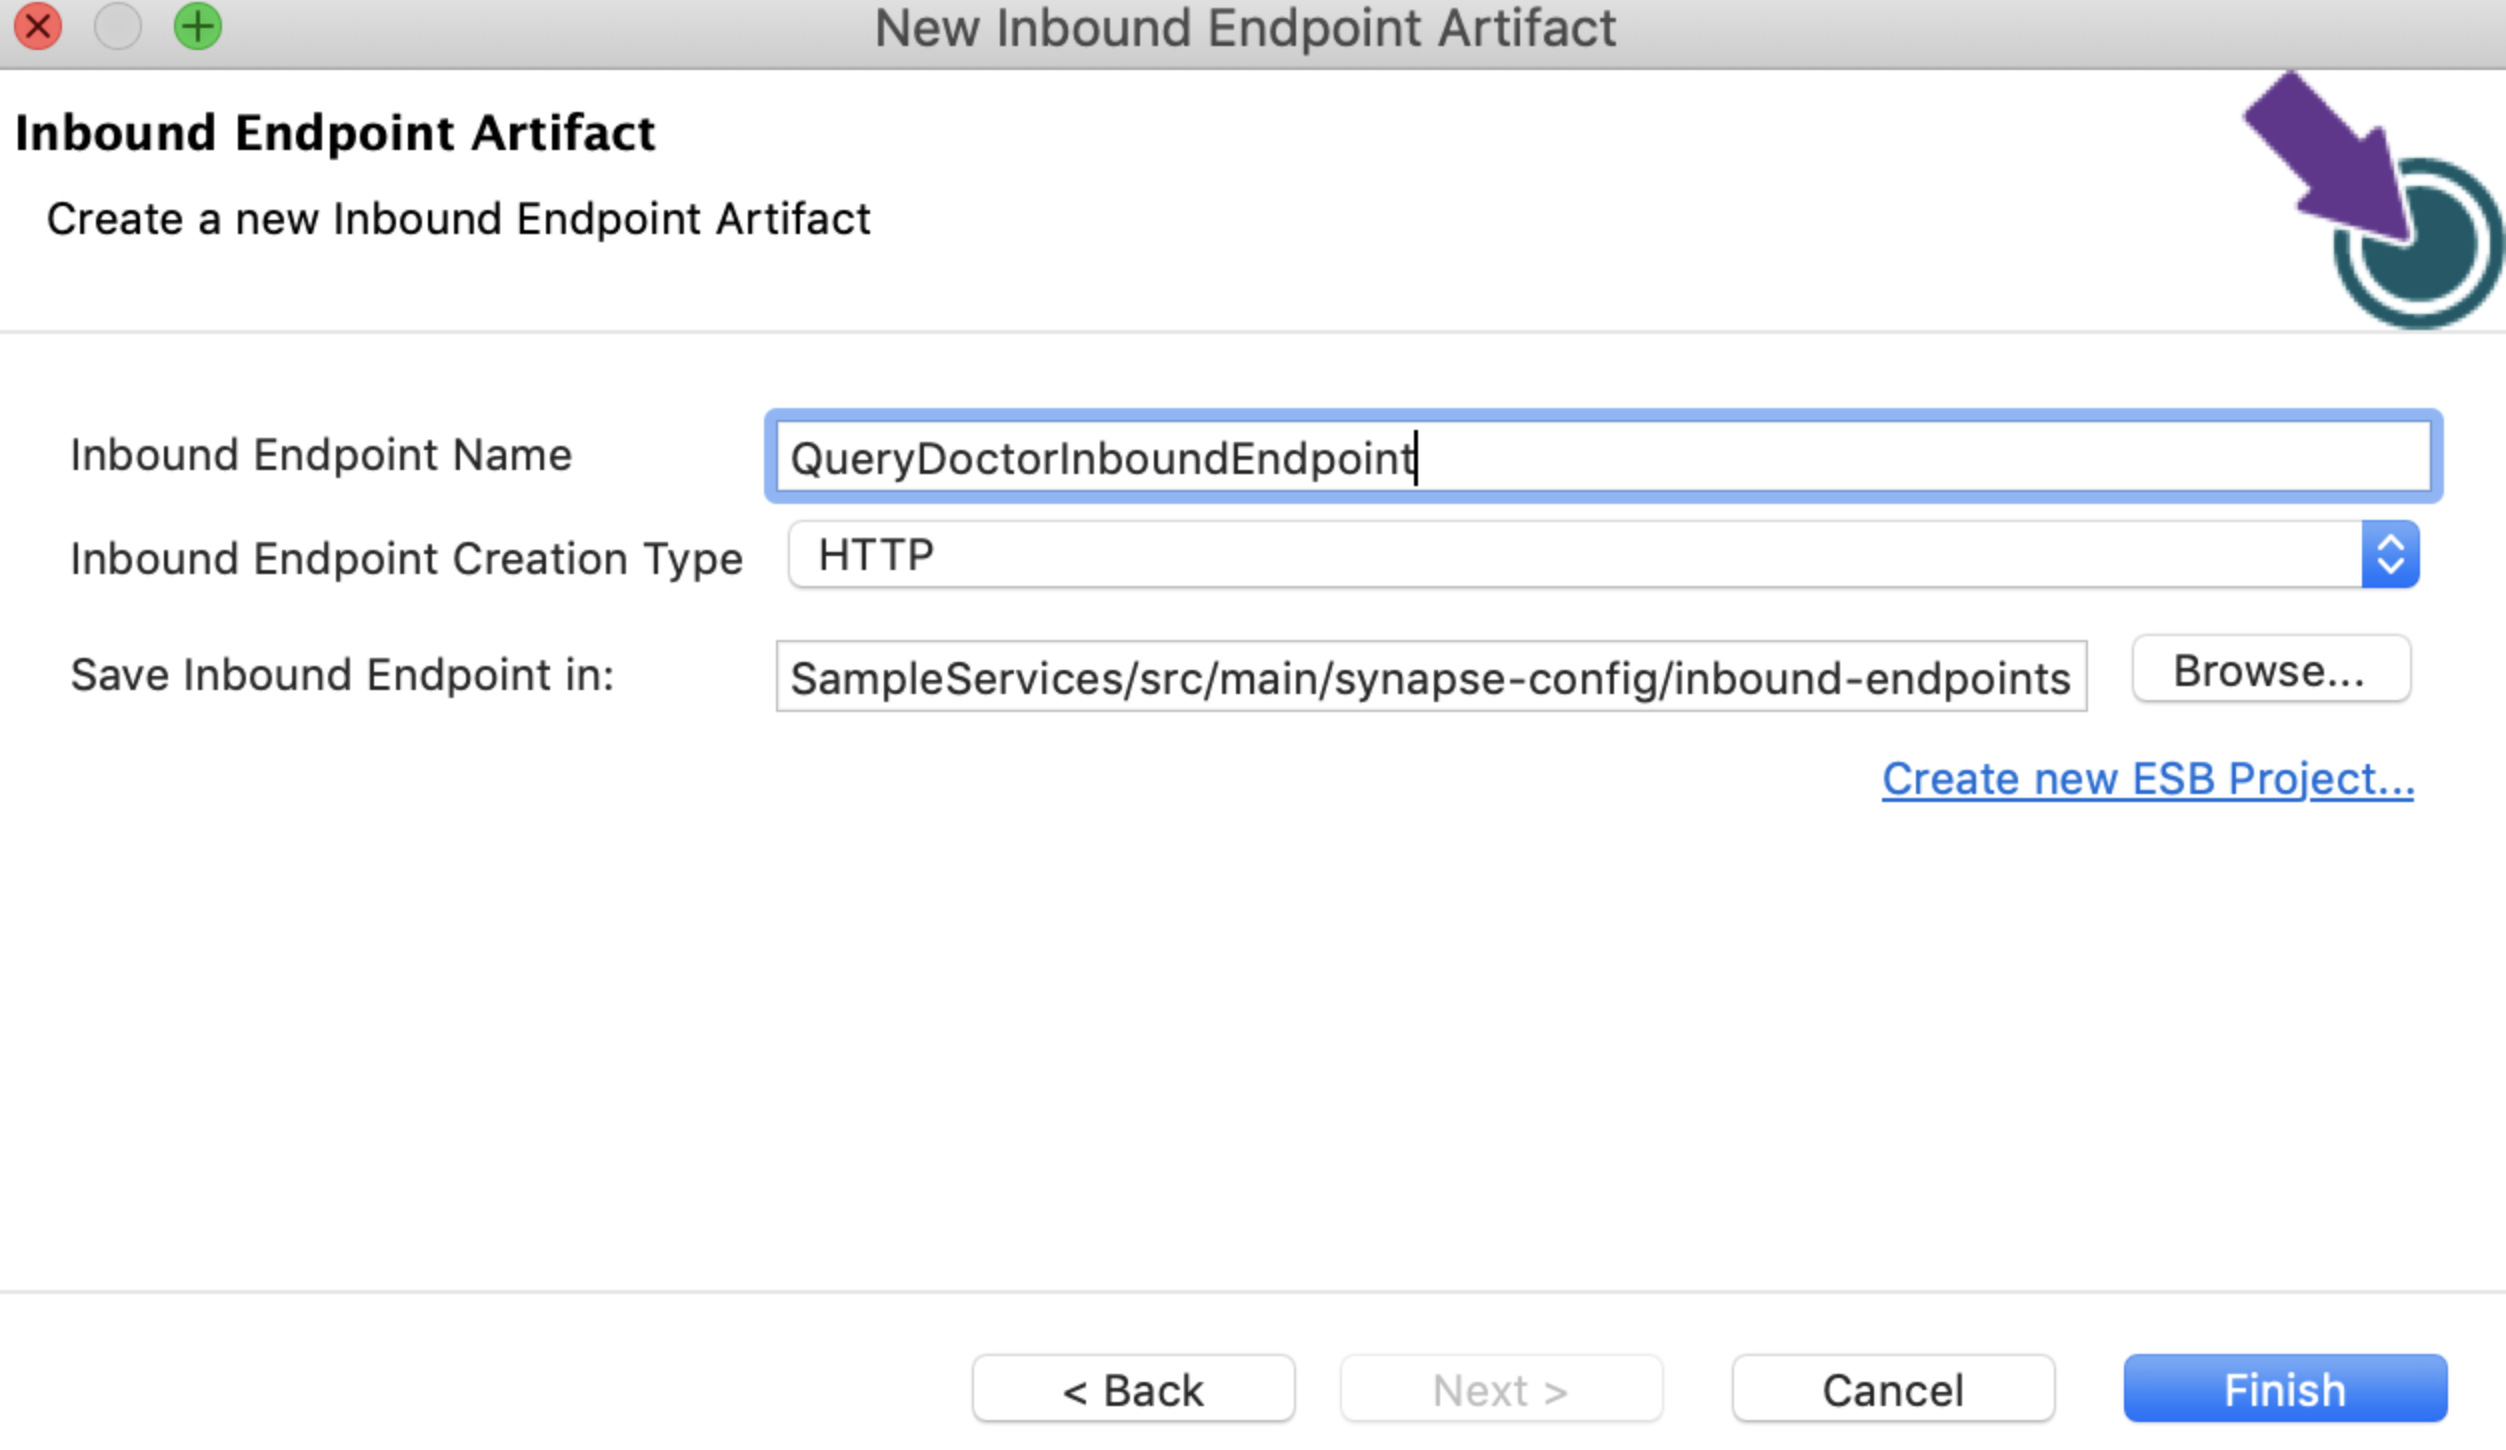 New Inbound Endpoint Artifact
Inbound Endpoint Artifact
Create a new Inbound Endpoint Artifact
Inbound Endpoint Name QueryDoctorInboundEndpoint
Inbound Endpoint Creation Type HTTP
Save Inbound Endpoint in: SampleServices/src/main/synapse-config/inbound-endpoints Browse...
Create new ESB Project...
< Back Next > Cancel Finish